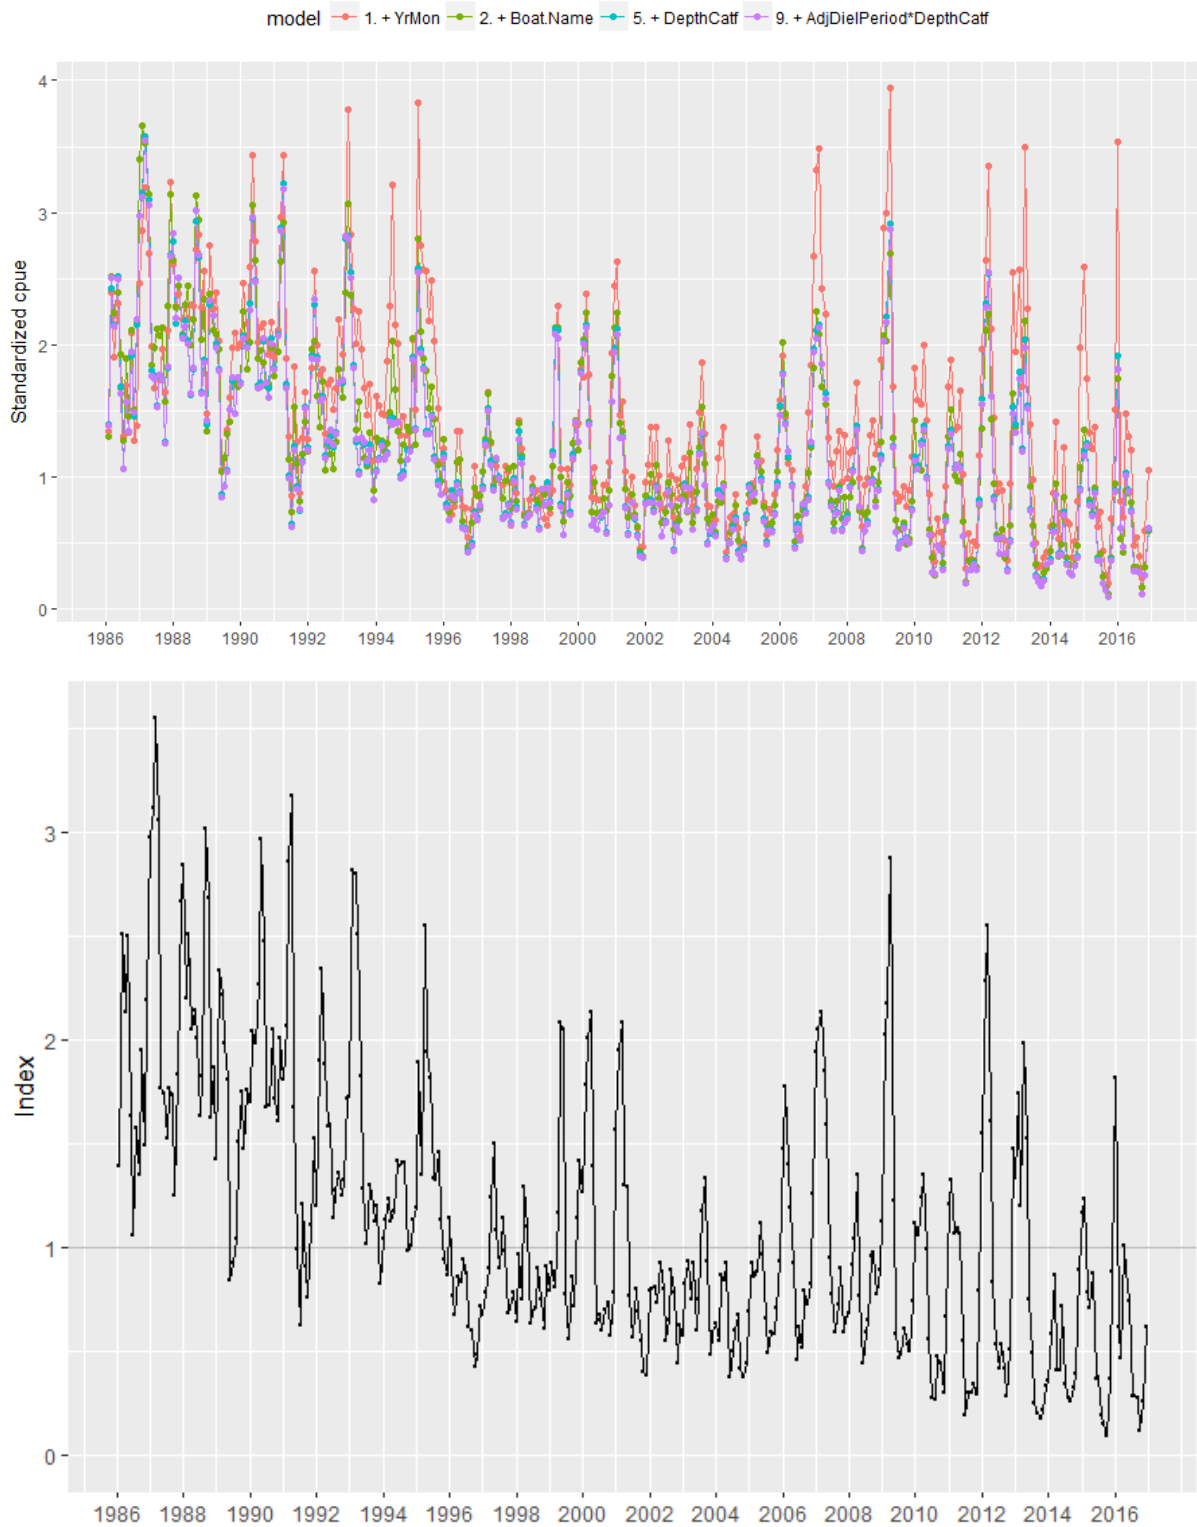 model 1. + YrMon 2. + Boat.Name 5. + DepthCatf 9. + AdjDielPeriod*DepthCatf
4
3
2
1
0
Standardized cpue
1986 1988 1990 1992 1994 1996 1998 2000 2002 2004 2006 2008 2010 2012 2014 2016
3
2
1
0
Index
1986 1988 1990 1992 1994 1996 1998 2000 2002 2004 2006 2008 2010 2012 2014 2016